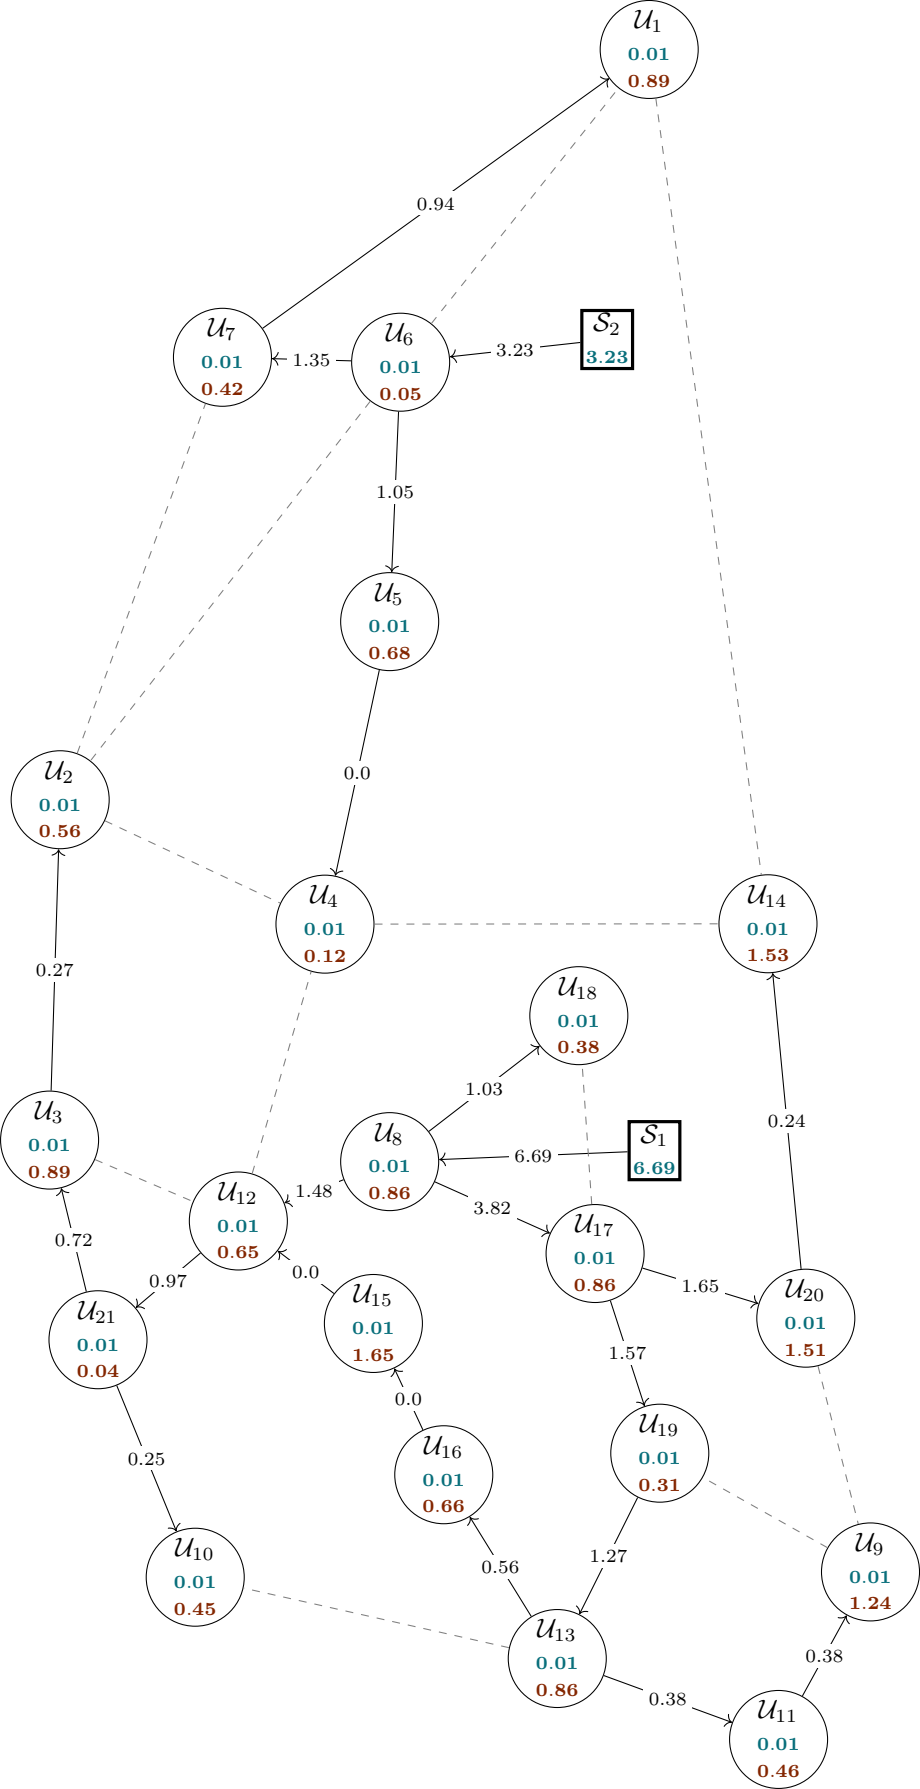 𝒰₁
0.01
0.89
0.94
𝒰₇
0.01
0.42
1.35
𝒰₆
0.01
0.05
3.23
𝒮₂
3.23
1.05
𝒰₅
0.01
0.68
0.0
𝒰₂
0.01
0.56
𝒰₄
0.01
0.12
𝒰₁₄
0.01
1.53
0.27
𝒰₁₈
0.01
0.38
1.03
0.24
𝒰₃
0.01
0.89
𝒰₈
0.01
0.86
6.69
𝒮₁
6.69
𝒰₁₂
0.01
0.65
1.48
3.82
0.72
0.97
𝒰₁₇
0.01
0.86
0.0
1.65
𝒰₂₁
0.01
0.04
𝒰₁₅
0.01
1.65
𝒰₂₀
0.01
1.51
1.57
0.0
0.25
𝒰₁₆
0.01
0.66
𝒰₁₉
0.01
0.31
𝒰₁₀
0.01
0.45
0.56
1.27
𝒰₉
0.01
1.24
𝒰₁₃
0.01
0.86
0.38
0.38
𝒰₁₁
0.01
0.46